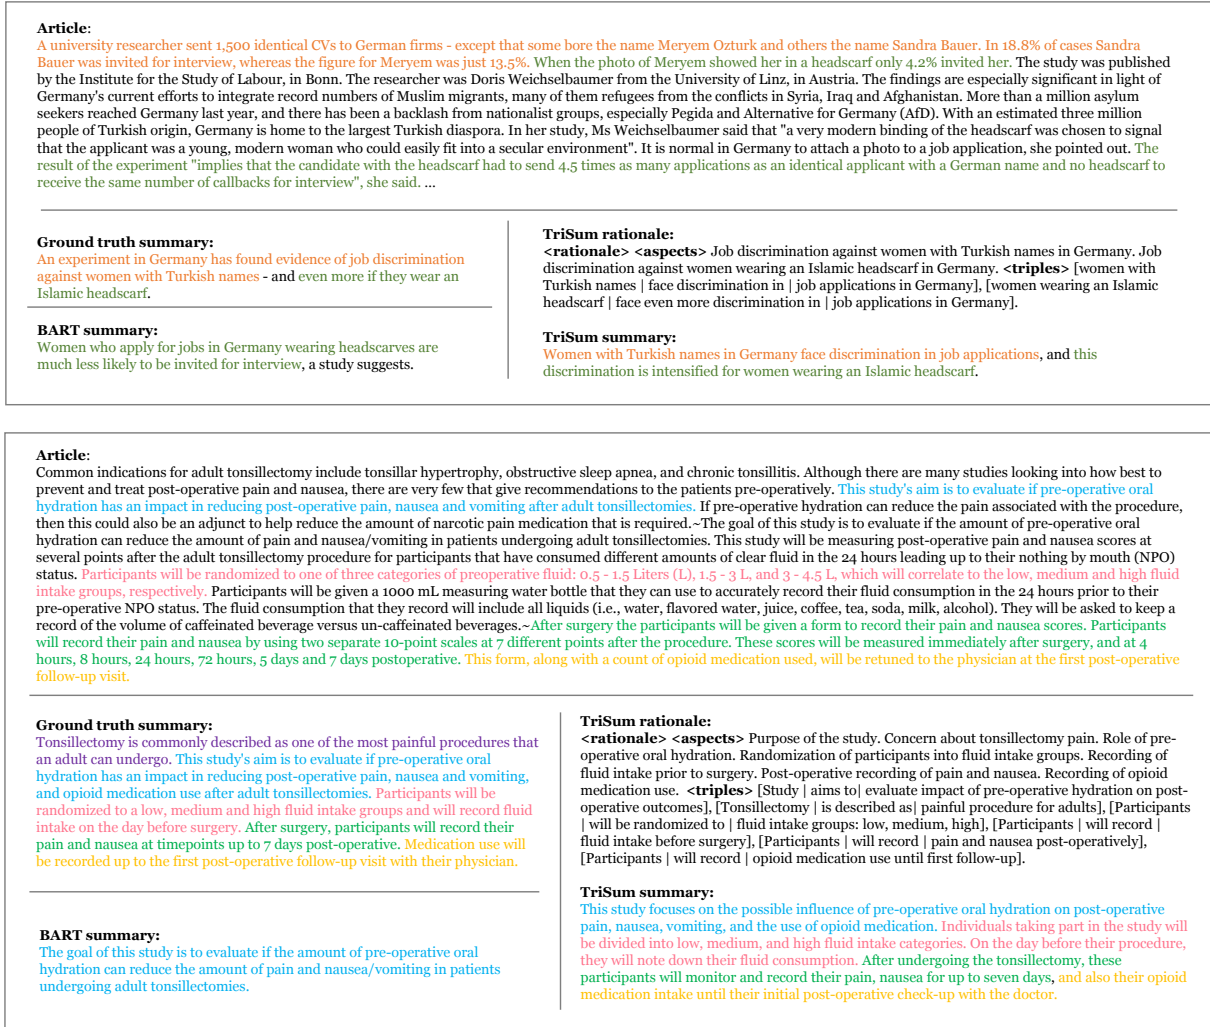 Article:
A university researcher sent 1,500 identical CVs to German firms - except that some bore the name Meryem Ozturk and others the name Sandra Bauer. In 18.8% of cases Sandra
Bauer was invited for interview, whereas the figure for Meryem was just 13.5%. When the photo of Meryem showed her in a headscarf only 4.2% invited her. The study was published
by the Institute for the Study of Labour, in Bonn. The researcher was Doris Weichselbaumer from the University of Linz, in Austria. The findings are especially significant in light of
Germany's current efforts to integrate record numbers of Muslim migrants, many of them refugees from the conflicts in Syria, Iraq and Afghanistan. More than a million asylum
seekers reached Germany last year, and there has been a backlash from nationalist groups, especially Pegida and Alternative for Germany (AfD). With an estimated three million
people of Turkish origin, Germany is home to the largest Turkish diaspora. In her study, Ms Weichselbaumer said that "a very modern binding of the headscarf was chosen to signal
that the applicant was a young, modern woman who could easily fit into a secular environment". It is normal in Germany to attach a photo to a job application, she pointed out. The
result of the experiment "implies that the candidate with the headscarf had to send 4.5 times as many applications as an identical applicant with a German name and no headscarf to
receive the same number of callbacks for interview", she said. ...
Ground truth summary:
An experiment in Germany has found evidence of job discrimination
against women with Turkish names - and even more if they wear an
Islamic headscarf.
BART summary:
Women who apply for jobs in Germany wearing headscarves are
much less likely to be invited for interview, a study suggests.
TriSum rationale:
<rationale> <aspects> Job discrimination against women with Turkish names in Germany. Job
discrimination against women wearing an Islamic headscarf in Germany. <triples> [women with
Turkish names | face discrimination in | job applications in Germany], [women wearing an Islamic
headscarf | face even more discrimination in | job applications in Germany].
TriSum summary:
Women with Turkish names in Germany face discrimination in job applications, and this
discrimination is intensified for women wearing an Islamic headscarf.
Article:
Common indications for adult tonsillectomy include tonsillar hypertrophy, obstructive sleep apnea, and chronic tonsillitis. Although there are many studies looking into how best to
prevent and treat post-operative pain and nausea, there are very few that give recommendations to the patients pre-operatively. This study's aim is to evaluate if pre-operative oral
hydration has an impact in reducing post-operative pain, nausea and vomiting after adult tonsillectomies. If pre-operative hydration can reduce the pain associated with the procedure,
then this could also be an adjunct to help reduce the amount of narcotic pain medication that is required.~The goal of this study is to evaluate if the amount of pre-operative oral
hydration can reduce the amount of pain and nausea/vomiting in patients undergoing adult tonsillectomies. This study will be measuring post-operative pain and nausea scores at
several points after the adult tonsillectomy procedure for participants that have consumed different amounts of clear fluid in the 24 hours leading up to their nothing by mouth (NPO)
status. Participants will be randomized to one of three categories of preoperative fluid: 0.5 - 1.5 Liters (L), 1.5 - 3 L, and 3 - 4.5 L, which will correlate to the low, medium and high fluid
intake groups, respectively. Participants will be given a 1000 mL measuring water bottle that they can use to accurately record their fluid consumption in the 24 hours prior to their
pre-operative NPO status. The fluid consumption that they record will include all liquids (i.e., water, flavored water, juice, coffee, tea, soda, milk, alcohol). They will be asked to keep a
record of the volume of caffeinated beverage versus un-caffeinated beverages.~After surgery the participants will be given a form to record their pain and nausea scores. Participants
will record their pain and nausea by using two separate 10-point scales at 7 different points after the procedure. These scores will be measured immediately after surgery, and at 4
hours, 8 hours, 24 hours, 72 hours, 5 days and 7 days postoperative. This form, along with a count of opioid medication used, will be retuned to the physician at the first post-operative
follow-up visit.
Ground truth summary:
Tonsillectomy is commonly described as one of the most painful procedures that
an adult can undergo. This study's aim is to evaluate if pre-operative oral
hydration has an impact in reducing post-operative pain, nausea and vomiting,
and opioid medication use after adult tonsillectomies. Participants will be
randomized to a low, medium and high fluid intake groups and will record fluid
intake on the day before surgery. After surgery, participants will record their
pain and nausea at timepoints up to 7 days post-operative. Medication use will
be recorded up to the first post-operative follow-up visit with their physician.
BART summary:
The goal of this study is to evaluate if the amount of pre-operative oral
hydration can reduce the amount of pain and nausea/vomiting in patients
undergoing adult tonsillectomies.
TriSum rationale:
<rationale> <aspects> Purpose of the study. Concern about tonsillectomy pain. Role of pre-
operative oral hydration. Randomization of participants into fluid intake groups. Recording of
fluid intake prior to surgery. Post-operative recording of pain and nausea. Recording of opioid
medication use. <triples> [Study | aims to| evaluate impact of pre-operative hydration on post-
operative outcomes], [Tonsillectomy | is described as| painful procedure for adults], [Participants
| will be randomized to | fluid intake groups: low, medium, high], [Participants | will record |
fluid intake before surgery], [Participants | will record | pain and nausea post-operatively],
[Participants | will record | opioid medication use until first follow-up].
TriSum summary:
This study focuses on the possible influence of pre-operative oral hydration on post-operative
pain, nausea, vomiting, and the use of opioid medication. Individuals taking part in the study will
be divided into low, medium, and high fluid intake categories. On the day before their procedure,
they will note down their fluid consumption. After undergoing the tonsillectomy, these
participants will monitor and record their pain, nausea for up to seven days, and also their opioid
medication intake until their initial post-operative check-up with the doctor.